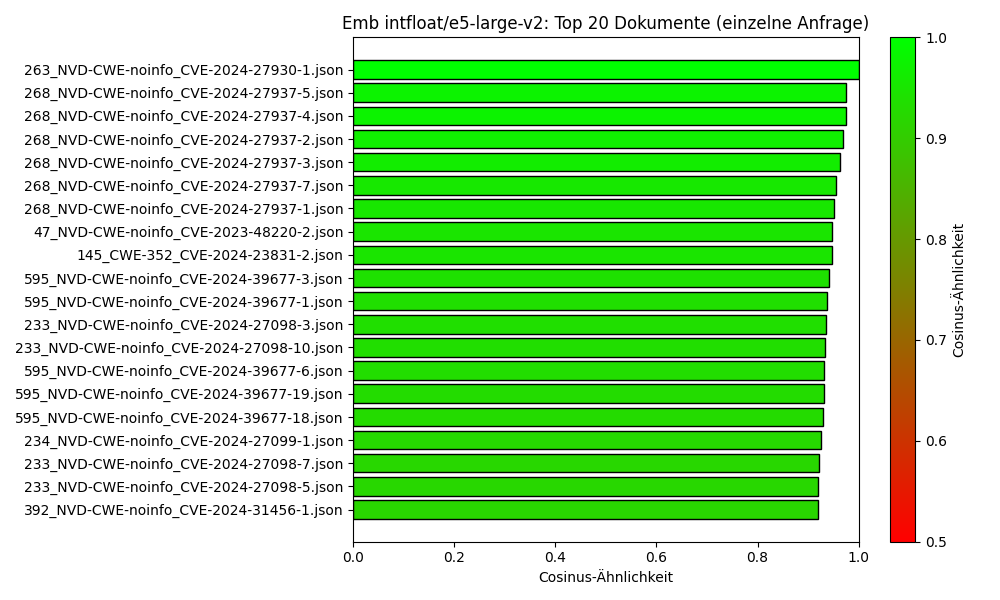 Emb intfloat/e5-large-v2: Top 20 Dokumente (einzelne Anfrage)
263_NVD-CWE-noinfo_CVE-2024-27930-1.json
268_NVD-CWE-noinfo_CVE-2024-27937-5.json
268_NVD-CWE-noinfo_CVE-2024-27937-4.json
268_NVD-CWE-noinfo_CVE-2024-27937-2.json
268_NVD-CWE-noinfo_CVE-2024-27937-3.json
268_NVD-CWE-noinfo_CVE-2024-27937-7.json
268_NVD-CWE-noinfo_CVE-2024-27937-1.json
47_NVD-CWE-noinfo_CVE-2023-48220-2.json
145_CWE-352_CVE-2024-23831-2.json
595_NVD-CWE-noinfo_CVE-2024-39677-3.json
595_NVD-CWE-noinfo_CVE-2024-39677-1.json
233_NVD-CWE-noinfo_CVE-2024-27098-3.json
233_NVD-CWE-noinfo_CVE-2024-27098-10.json
595_NVD-CWE-noinfo_CVE-2024-39677-6.json
595_NVD-CWE-noinfo_CVE-2024-39677-19.json
595_NVD-CWE-noinfo_CVE-2024-39677-18.json
234_NVD-CWE-noinfo_CVE-2024-27099-1.json
233_NVD-CWE-noinfo_CVE-2024-27098-7.json
233_NVD-CWE-noinfo_CVE-2024-27098-5.json
392_NVD-CWE-noinfo_CVE-2024-31456-1.json
0.0 0.2 0.4 0.6 0.8 1.0
Cosinus-Ähnlichkeit
1.0
0.9
0.8
0.7
0.6
0.5
Cosinus-Ähnlichkeit